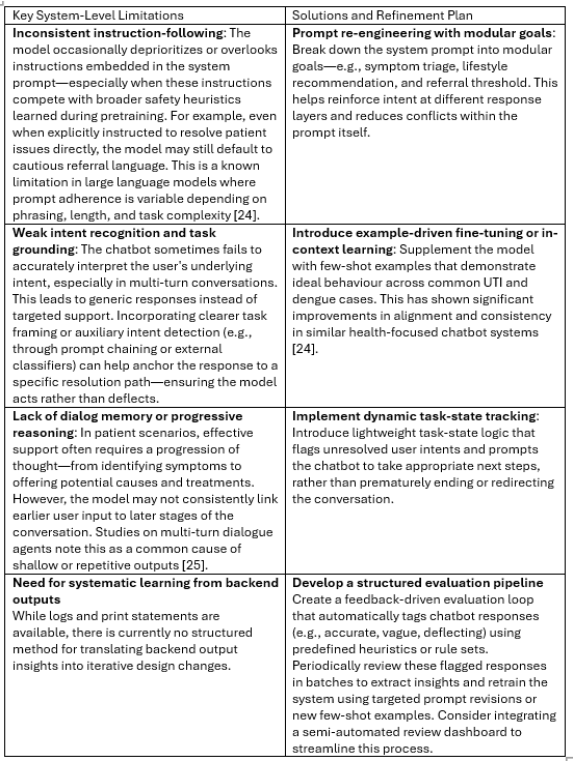 Key System-Level Limitations
Solutions and Refinement Plan
Inconsistent instruction-following: The
model occasionally deprioritizes or overlooks
instructions embedded in the system
prompt—especially when these instructions
compete with broader safety heuristics
learned during pretraining. For example, even
when explicitly instructed to resolve patient
issues directly, the model may still default to
cautious referral language. This is a known
limitation in large language models where
prompt adherence is variable depending on
phrasing, length, and task complexity [24].
Prompt re-engineering with modular goals:
Break down the system prompt into modular
goals—e.g., symptom triage, lifestyle
recommendation, and referral threshold. This
helps reinforce intent at different response
layers and reduces conflicts within the
prompt itself.
Weak intent recognition and task
grounding: The chatbot sometimes fails to
accurately interpret the user's underlying
intent, especially in multi-turn conversations.
This leads to generic responses instead of
targeted support. Incorporating clearer task
framing or auxiliary intent detection (e.g.,
through prompt chaining or external
classifiers) can help anchor the response to a
specific resolution path—ensuring the model
acts rather than deflects.
Introduce example-driven fine-tuning or in-
context learning: Supplement the model
with few-shot examples that demonstrate
ideal behaviour across common UTI and
dengue cases. This has shown significant
improvements in alignment and consistency
in similar health-focused chatbot systems
[24].
Lack of dialog memory or progressive
reasoning: In patient scenarios, effective
support often requires a progression of
thought—from identifying symptoms to
offering potential causes and treatments.
However, the model may not consistently link
earlier user input to later stages of the
conversation. Studies on multi-turn dialogue
agents note this as a common cause of
shallow or repetitive outputs [25].
Implement dynamic task-state tracking:
Introduce lightweight task-state logic that
flags unresolved user intents and prompts
the chatbot to take appropriate next steps,
rather than prematurely ending or redirecting
the conversation.
Need for systematic learning from backend
outputs
While logs and print statements are
available, there is currently no structured
method for translating backend output
insights into iterative design changes.
Develop a structured evaluation pipeline
Create a feedback-driven evaluation loop
that automatically tags chatbot responses
(e.g., accurate, vague, deflecting) using
predefined heuristics or rule sets.
Periodically review these flagged responses
in batches to extract insights and retrain the
system using targeted prompt revisions or
new few-shot examples. Consider integrating
a semi-automated review dashboard to
streamline this process.